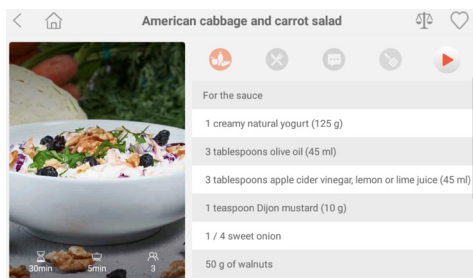 American cabbage and carrot salad
For the sauce
1 creamy natural yogurt (125 g)
3 tablespoons olive oil (45 ml)
3 tablespoons apple cider vinegar, lemon or lime juice (45 ml)
1 teaspoon Dijon mustard (10 g)
1 / 4 sweet onion
50 g of walnuts
30min 5min 3